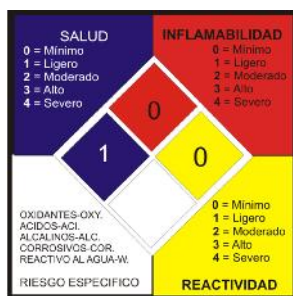 SALUD
0 = Mínimo
1 = Ligero
2 = Moderado
3 = Alto
4 = Severo
INFLAMABILIDAD
0 = Mínimo
1 = Ligero
2 = Moderado
3 = Alto
4 = Severo
0
1
0
OXIDANTES-OXY.
ACIDOS-ACI.
ALCALINOS-ALC.
CORROSIVOS-COR.
REACTIVO AL AGUA-W.
RIESGO ESPECIFICO
0 = Mínimo
1 = Ligero
2 = Moderado
3 = Alto
4 = Severo
REACTIVIDAD